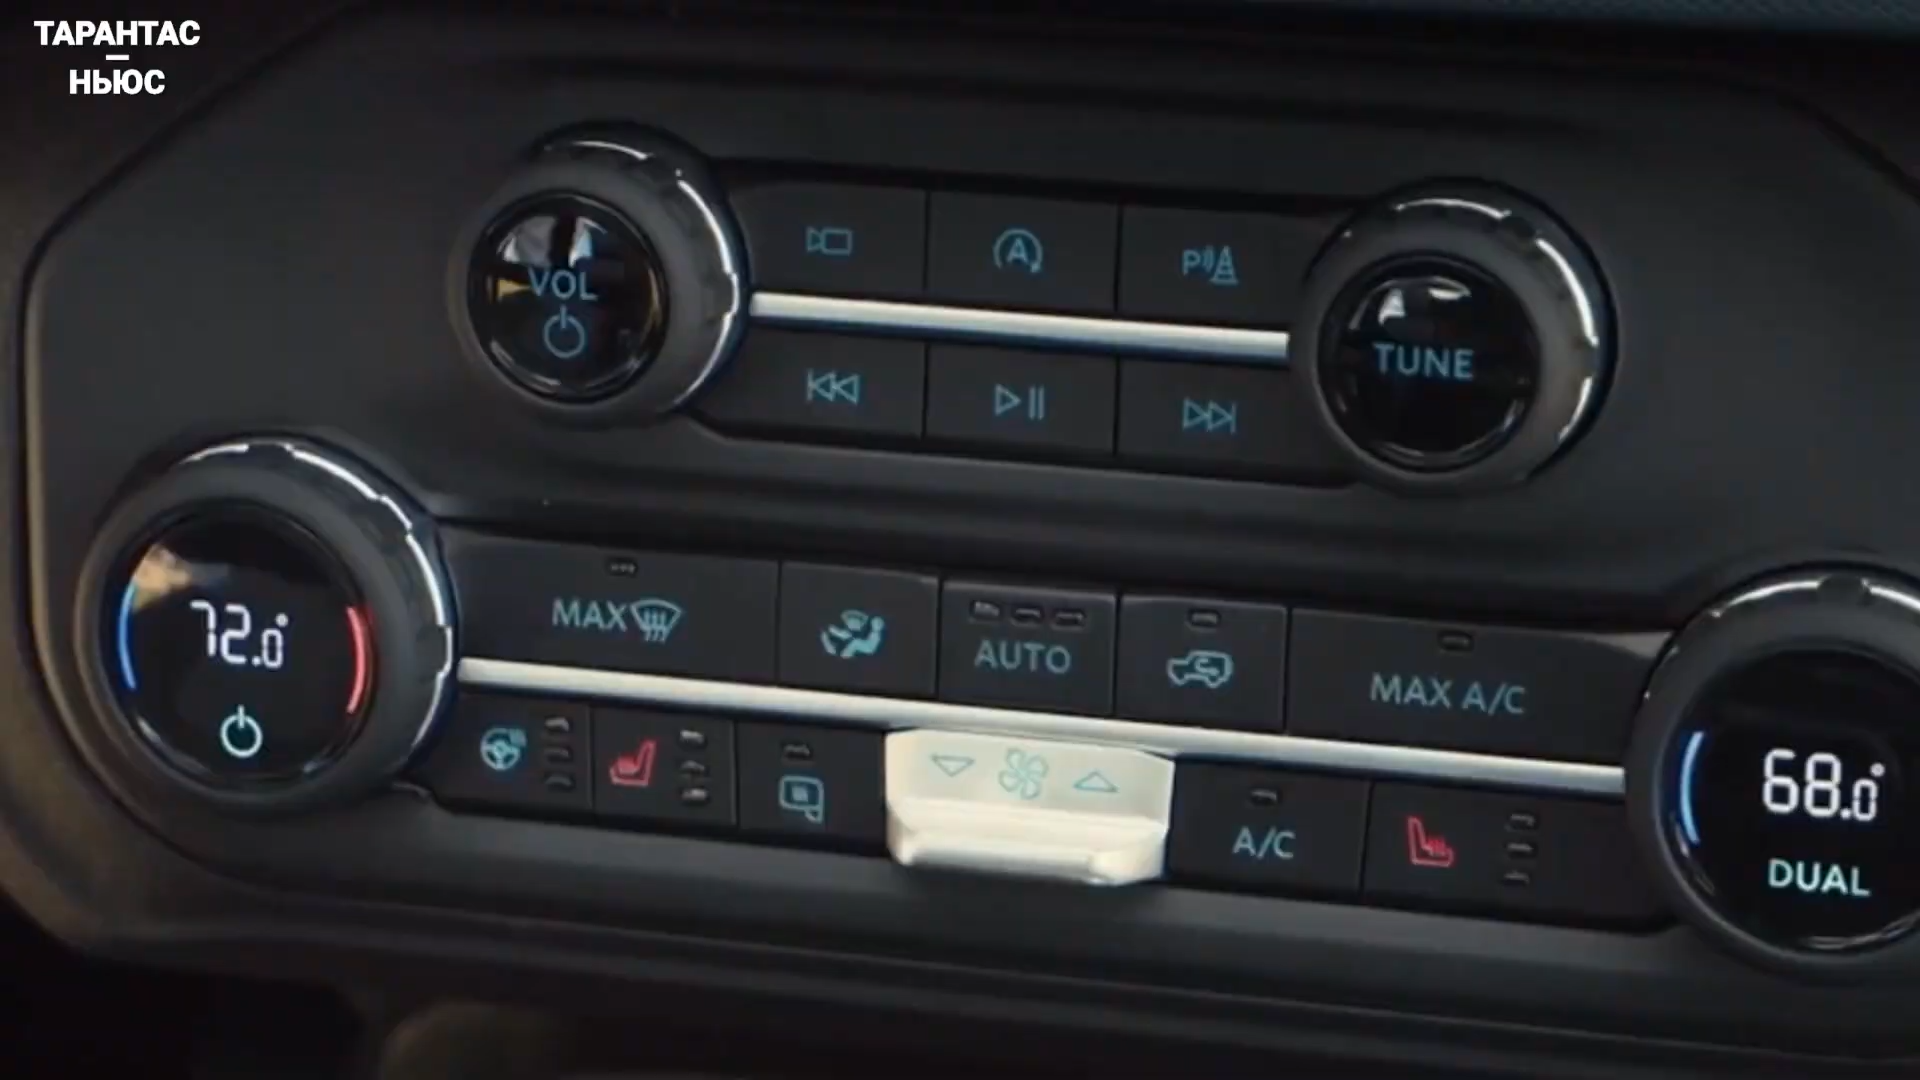 ТАРАНТАС
–
НЬЮС
VOL
A
P
TUNE
72.0°
MAX
AUTO
MAX A/C
A/C
68.0°
DUAL